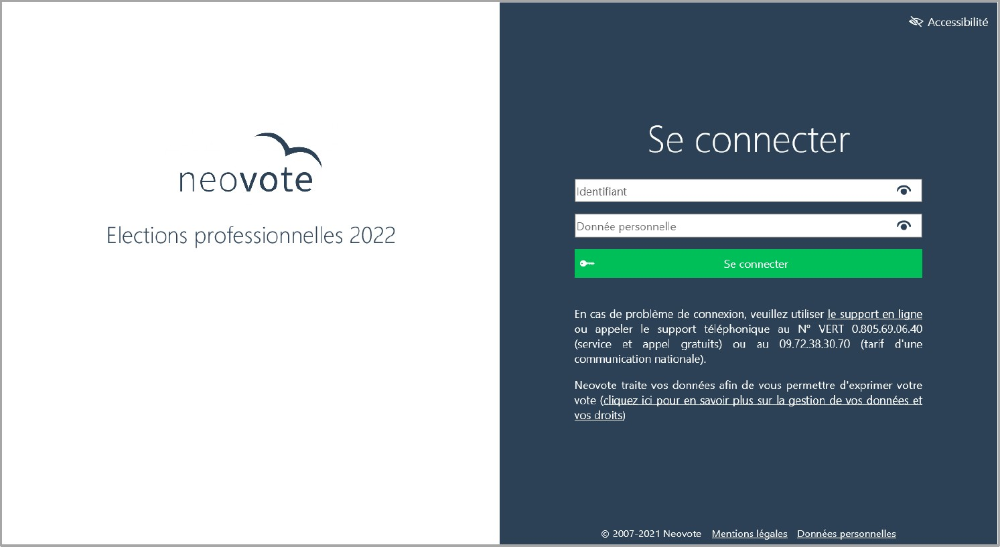 Accessibilité
neovote
Elections professionnelles 2022
Se connecter
Identifiant
Donnée personnelle
Se connecter
En cas de problème de connexion, veuillez utiliser le support en ligne
ou appeler le support téléphonique au N° VERT 0.805.69.06.40
(service et appel gratuits) ou au 09.72.38.30.70 (tarif d'une
communication nationale).
Neovote traite vos données afin de vous permettre d'exprimer votre
vote (cliquez ici pour en savoir plus sur la gestion de vos données et
vos droits)
© 2007-2021 Neovote Mentions légales Données personnelles